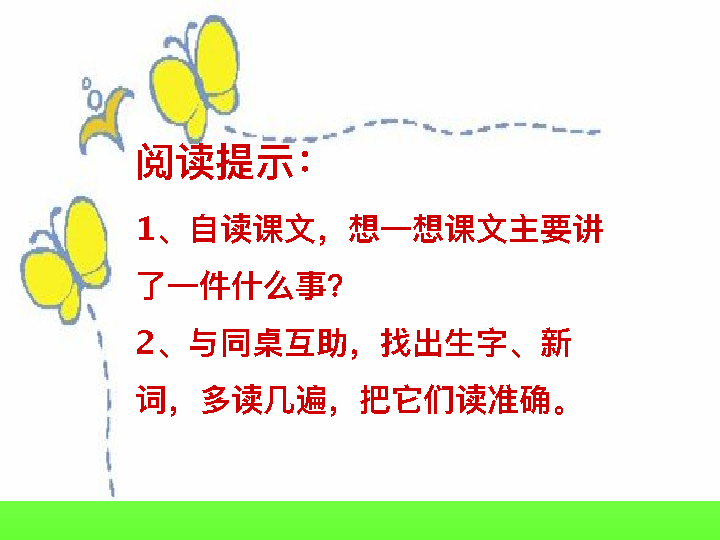 阅读提示：
1、自读课文，想一想课文主要讲
了一件什么事？
2、与同桌互助，找出生字、新
词，多读几遍，把它们读准确。